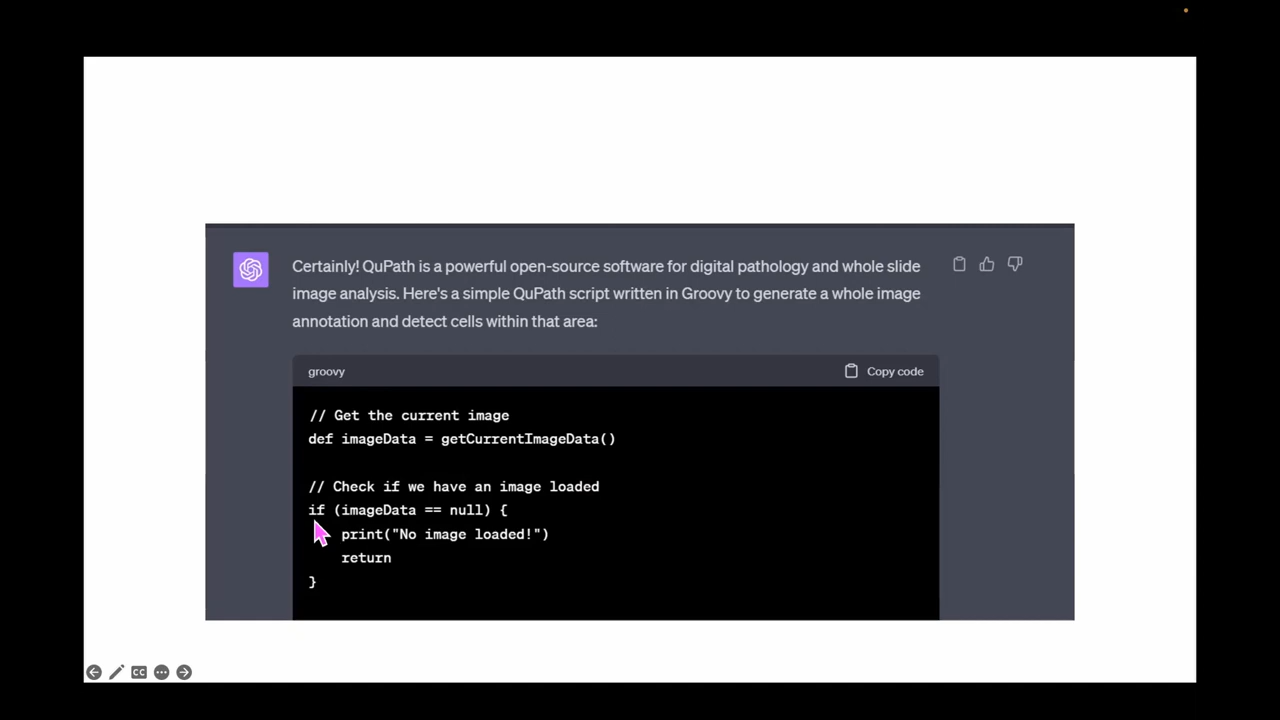 Certainly! QuPath is a powerful open-source software for digital pathology and whole slide
image analysis. Here's a simple QuPath script written in Groovy to generate a whole image
annotation and detect cells within that area:
groovy
Copy code
// Get the current image
def imageData = getCurrentImageData()
// Check if we have an image loaded
if (imageData == null) {
print("No image loaded!")
return
}
CC